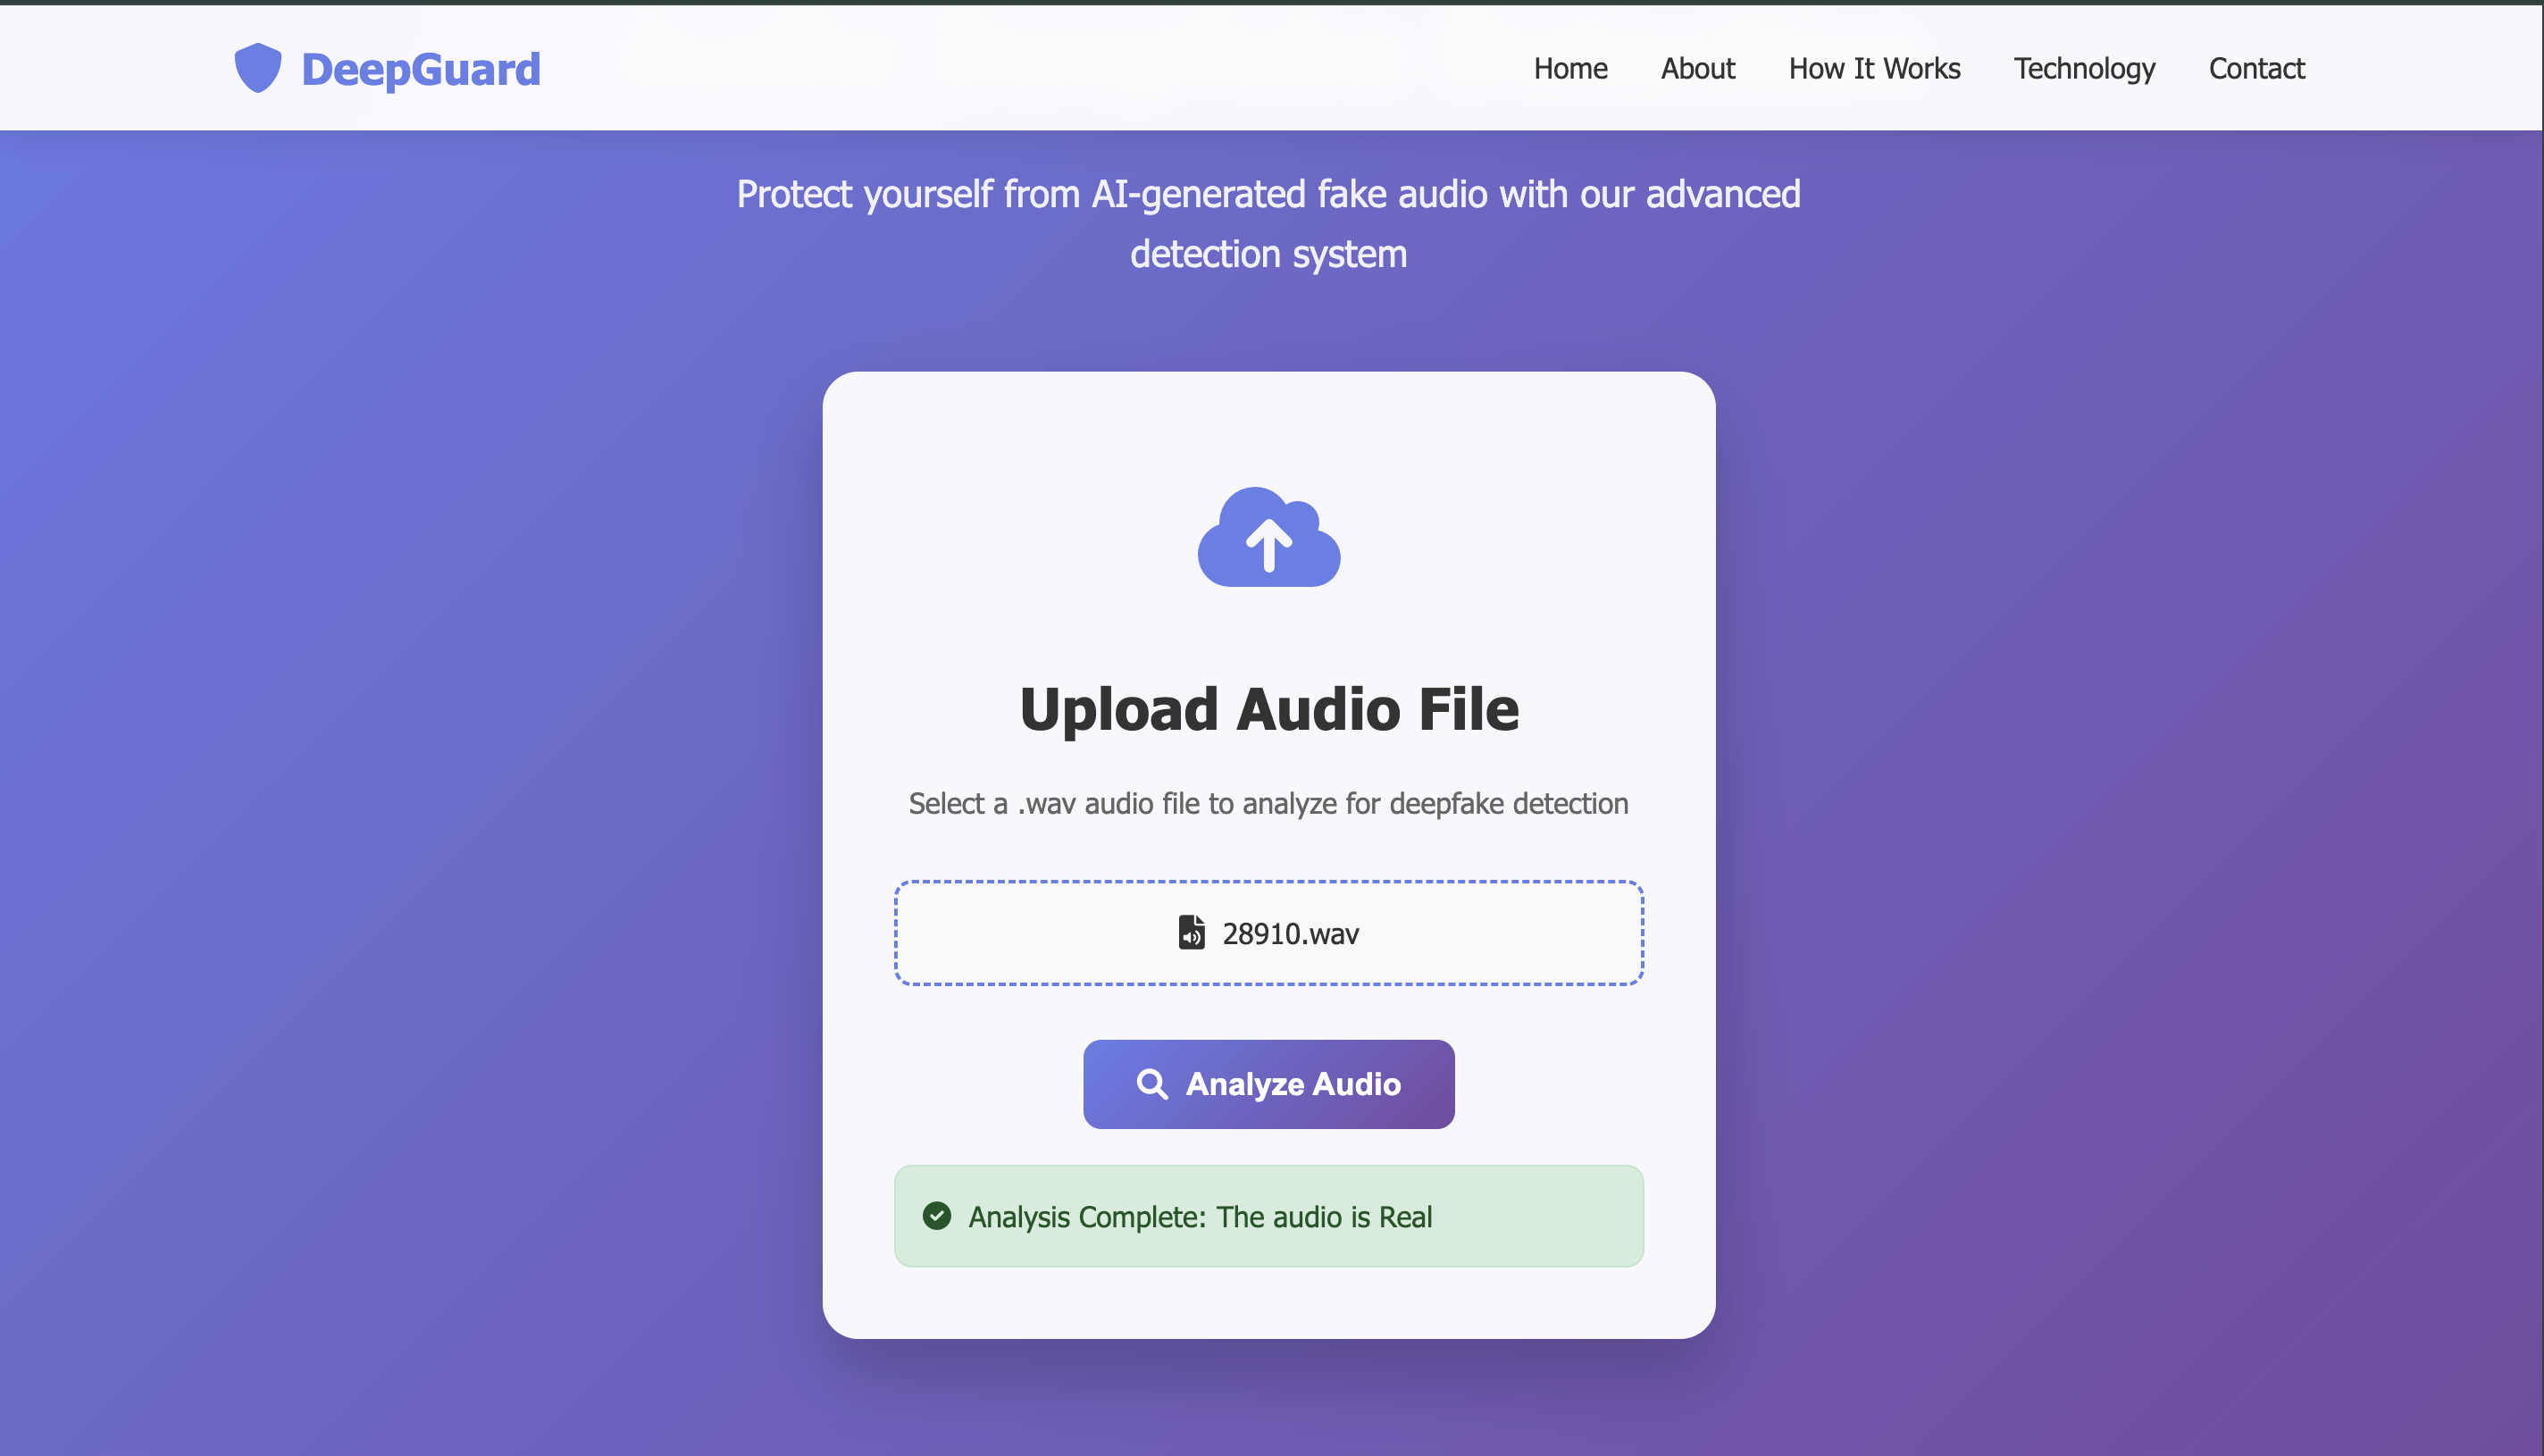 DeepGuard
Home About How It Works Technology Contact
Protect yourself from AI-generated fake audio with our advanced
detection system
Upload Audio File
Select a .wav audio file to analyze for deepfake detection
28910.wav
Analyze Audio
Analysis Complete: The audio is Real